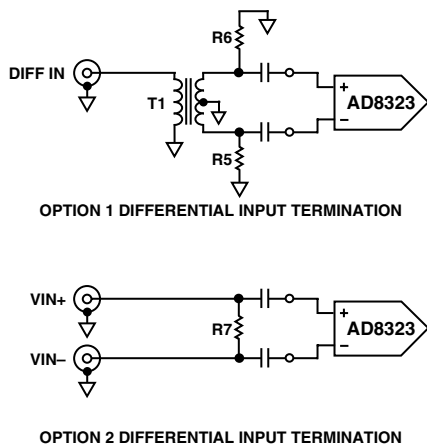 R6
DIFF IN
T1
+
AD8323
–
R5
OPTION 1 DIFFERENTIAL INPUT TERMINATION
VIN+
+
R7
AD8323
–
VIN–
OPTION 2 DIFFERENTIAL INPUT TERMINATION